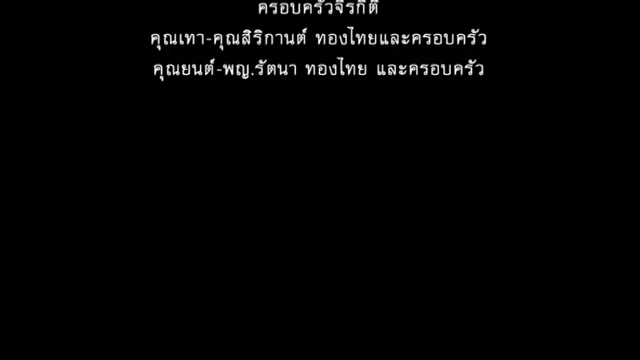 ครอบครัวจิรกิติ
คุณเทา-คุณสิริกานต์ ทองไทยและครอบครัว
คุณยนต์-พญ.รัตนา ทองไทย และครอบครัว